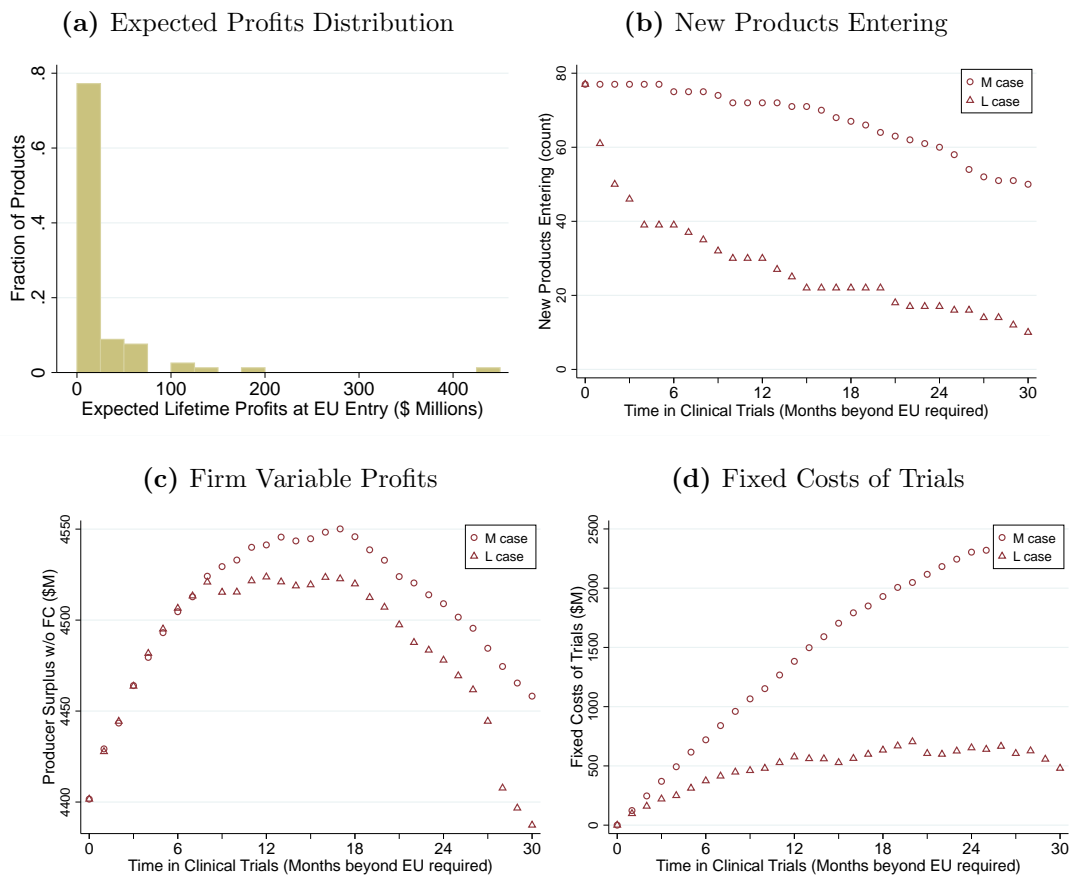 (a) Expected Profits Distribution
Fraction of Products
0 .2 .4 .6 .8
0 100 200 300 400
Expected Lifetime Profits at EU Entry ($ Millions)
(b) New Products Entering
New Products Entering (count)
0 20 40 60 80
M case
L case
0 6 12 18 24 30
Time in Clinical Trials (Months beyond EU required)
(c) Firm Variable Profits
Producer Surplus w/o FC ($M)
4400 4450 4500 4550
M case
L case
0 6 12 18 24 30
Time in Clinical Trials (Months beyond EU required)
(d) Fixed Costs of Trials
Fixed Costs of Trials ($M)
0 500 1000 1500 2000 2500
M case
L case
0 6 12 18 24 30
Time in Clinical Trials (Months beyond EU required)